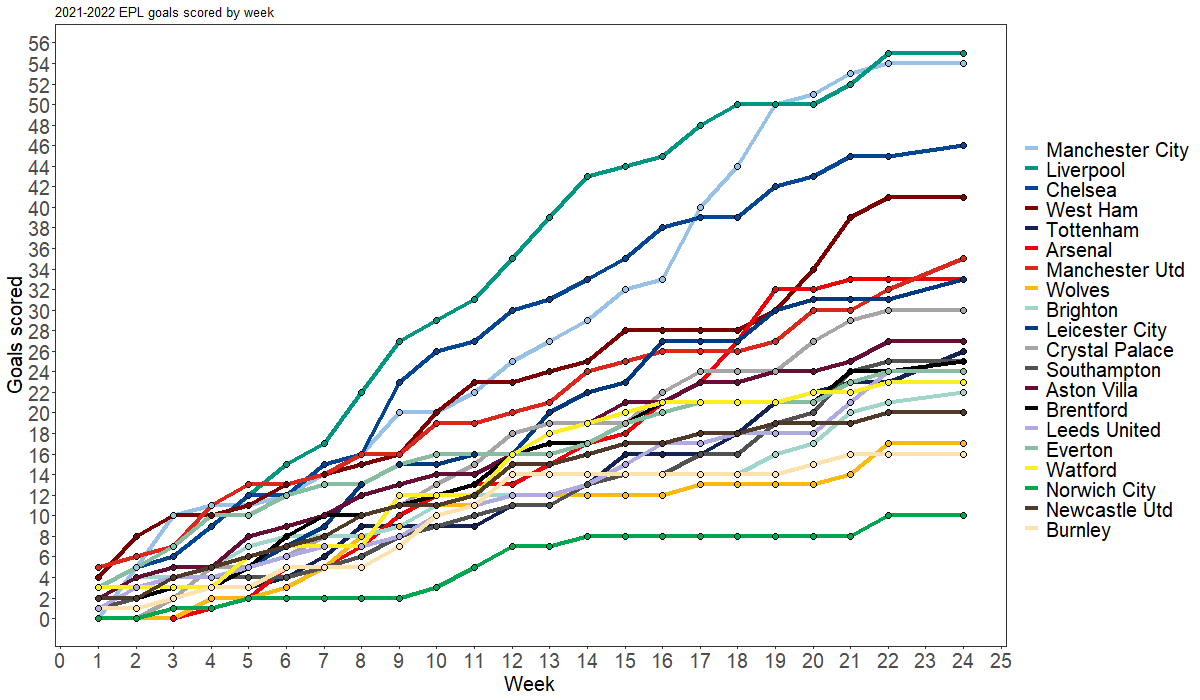 2021-2022 EPL goals scored by week
Goals scored
56
54
52
50
48
46
44
42
40
38
36
34
32
30
28
26
24
22
20
18
16
14
12
10
8
6
4
2
0
0 1 2 3 4 5 6 7 8 9 10 11 12 13 14 15 16 17 18 19 20 21 22 23 24 25
Week
Manchester City
Liverpool
Chelsea
West Ham
Tottenham
Arsenal
Manchester Utd
Wolves
Brighton
Leicester City
Crystal Palace
Southampton
Aston Villa
Brentford
Leeds United
Everton
Watford
Norwich City
Newcastle Utd
Burnley